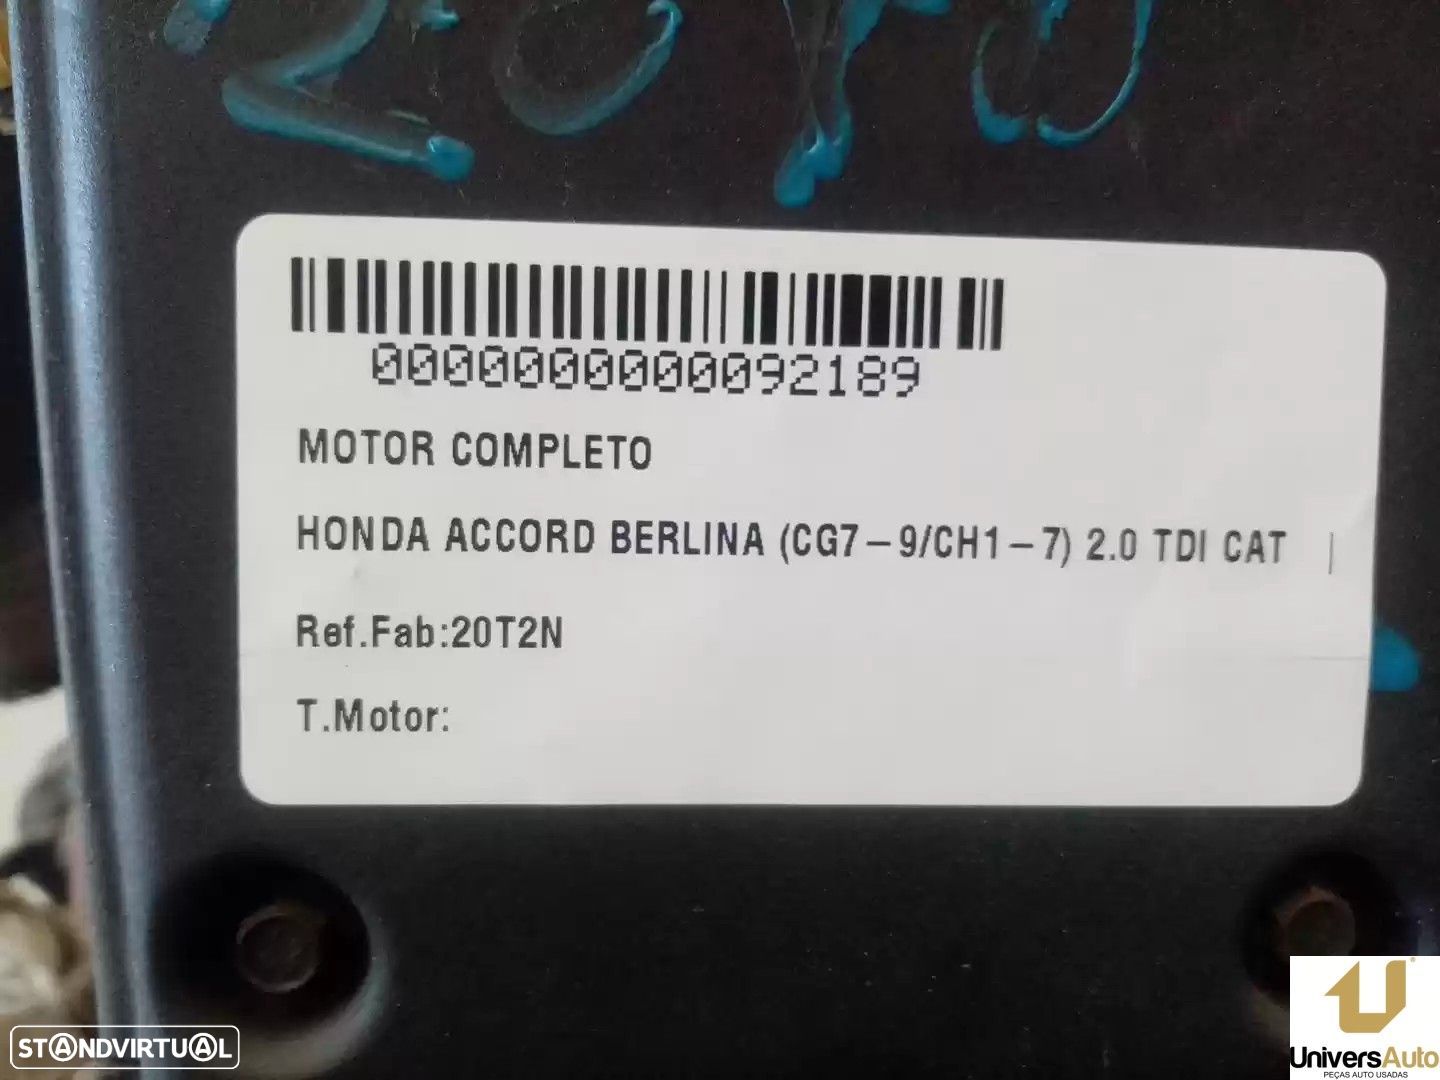 0000000000092189
MOTOR COMPLETO
HONDA ACCORD BERLINA (CG7-9/CH1-7) 2.0 TDI CAT |
Ref.Fab:20T2N
T.Motor:
STANDVIRTUAL
UniversAuto
PEÇAS AUTO USADAS